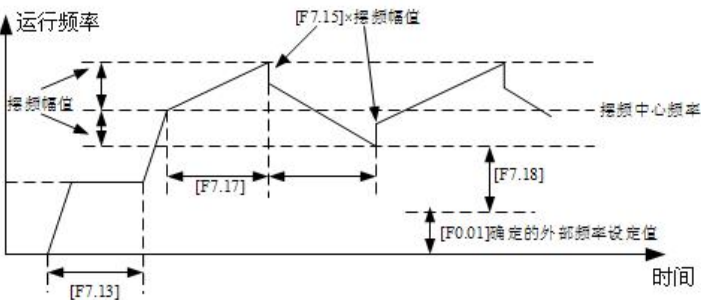 运行频率
[F7.15]×摆频幅值
摆频幅值
摆频中心频率
[F7.17]
[F7.18]
[F0.01]确定的外部频率设定值
时间
[F7.13]